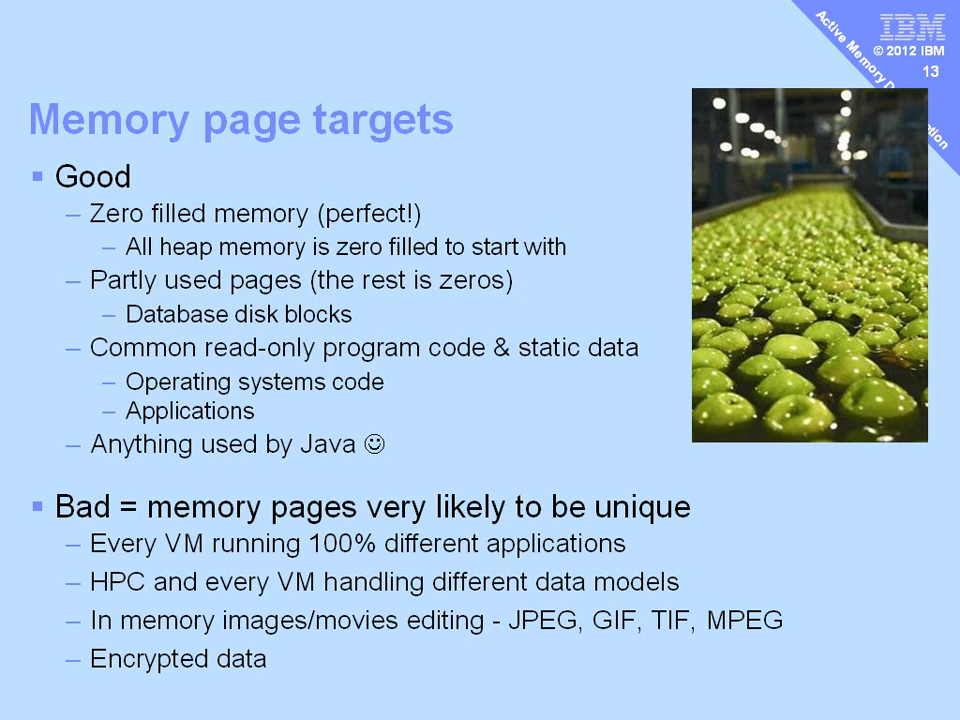 Active Memory D
ation
IBM
© 2012 IBM
13
Memory page targets
▪ Good
– Zero filled memory (perfect!)
– All heap memory is zero filled to start with
– Partly used pages (the rest is zeros)
– Database disk blocks
– Common read-only program code & static data
– Operating systems code
– Applications
– Anything used by Java ☺
▪ Bad = memory pages very likely to be unique
– Every VM running 100% different applications
– HPC and every VM handling different data models
– In memory images/movies editing - JPEG, GIF, TIF, MPEG
– Encrypted data